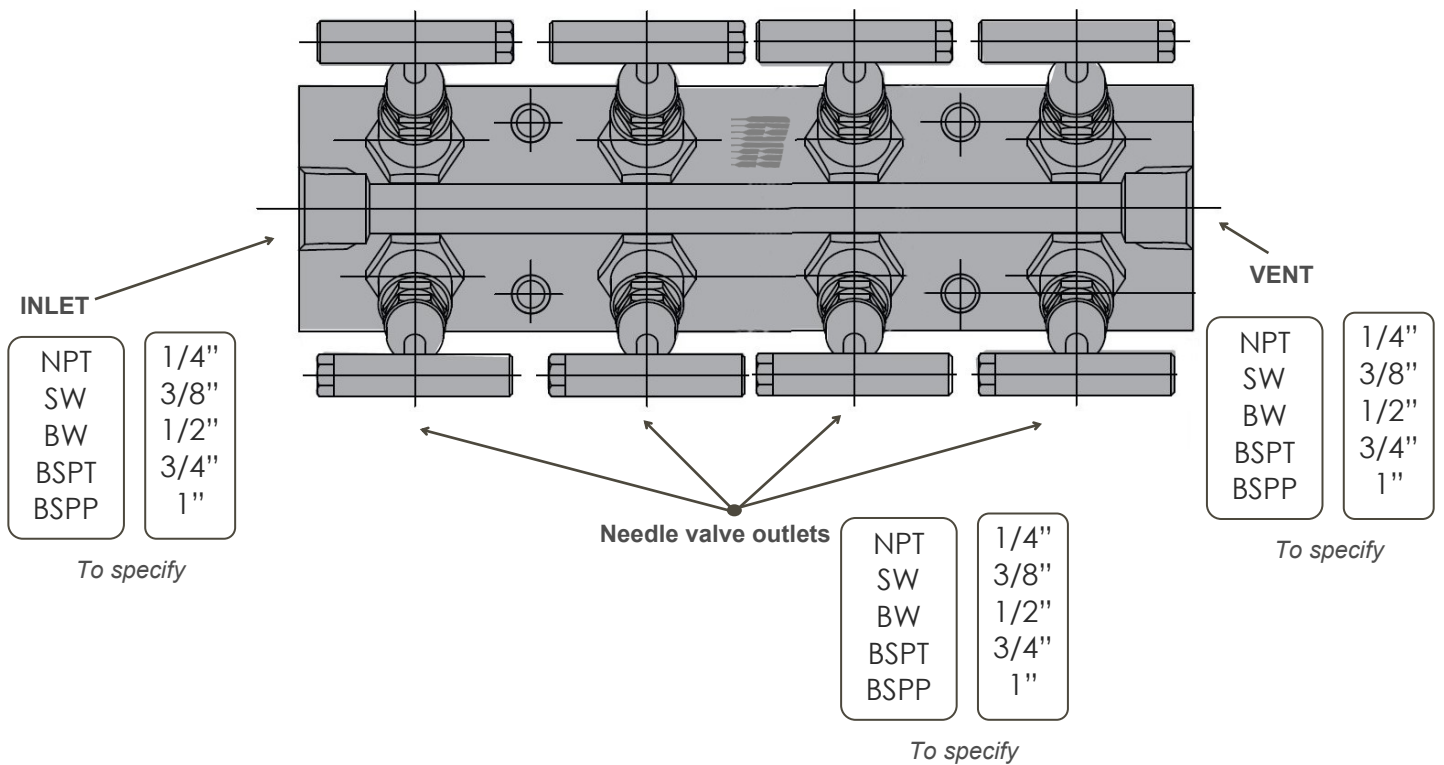 INLET
NPT
SW
BW
BSPT
BSPP
1/4”
3/8”
1/2”
3/4”
1”
To specify
Needle valve outlets
NPT
SW
BW
BSPT
BSPP
1/4”
3/8”
1/2”
3/4”
1”
To specify
VENT
NPT
SW
BW
BSPT
BSPP
1/4”
3/8”
1/2”
3/4”
1”
To specify